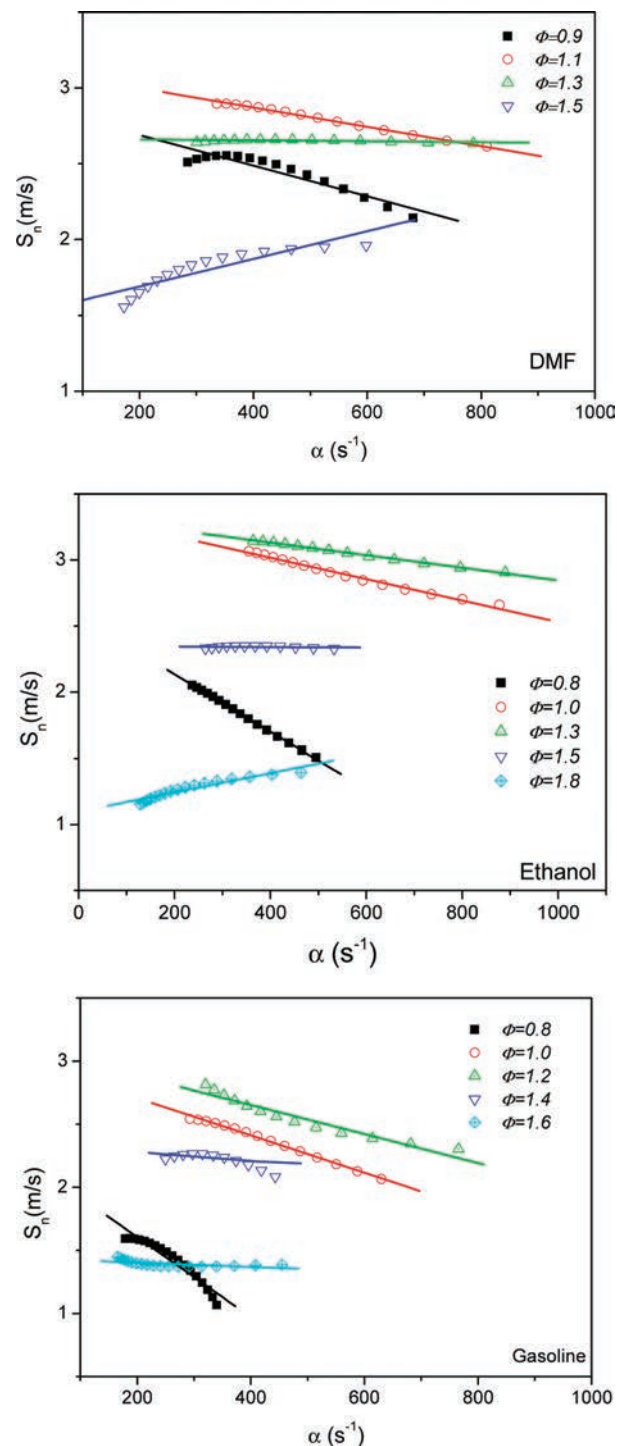 Φ=0.9
Φ=1.1
Φ=1.3
Φ=1.5
3
2
1
Sn(m/s)
DMF
200 400 600 800 1000
α (s⁻¹)
3
2
1
Sn(m/s)
Φ=0.8
Φ=1.0
Φ=1.3
Φ=1.5
Φ=1.8
Ethanol
0 200 400 600 800 1000
α (s⁻¹)
Φ=0.8
Φ=1.0
Φ=1.2
Φ=1.4
Φ=1.6
3
2
1
Sn(m/s)
Gasoline
200 400 600 800 1000
α (s⁻¹)